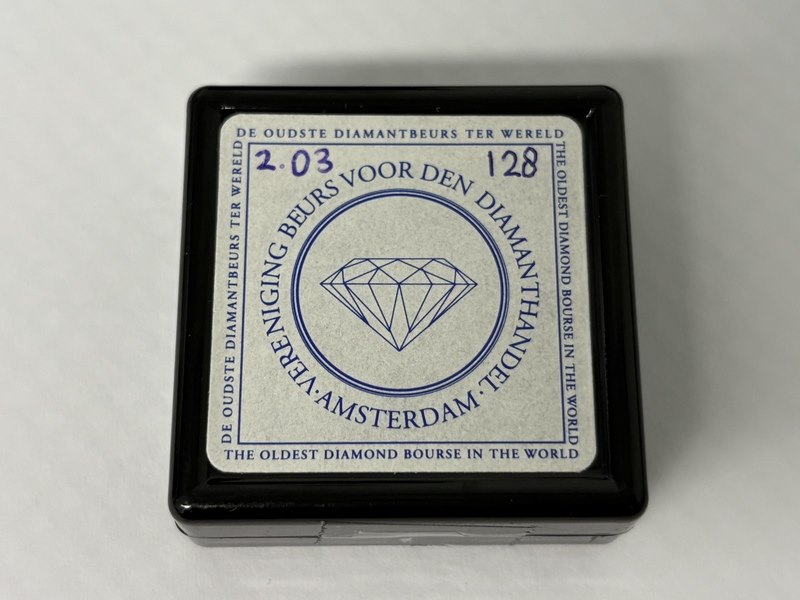 DE OUDSTE DIAMANTBEURS TER WERELD
2.03
128
VERENIGING BEURS VOOR DEN DIAMANTHANDEL
·AMSTERDAM·
DE OUDSTE DIAMANTBEURS TER WERELD
THE OLDEST DIAMOND BOURSE IN THE WORLD
THE OLDEST DIAMOND BOURSE IN THE WORLD